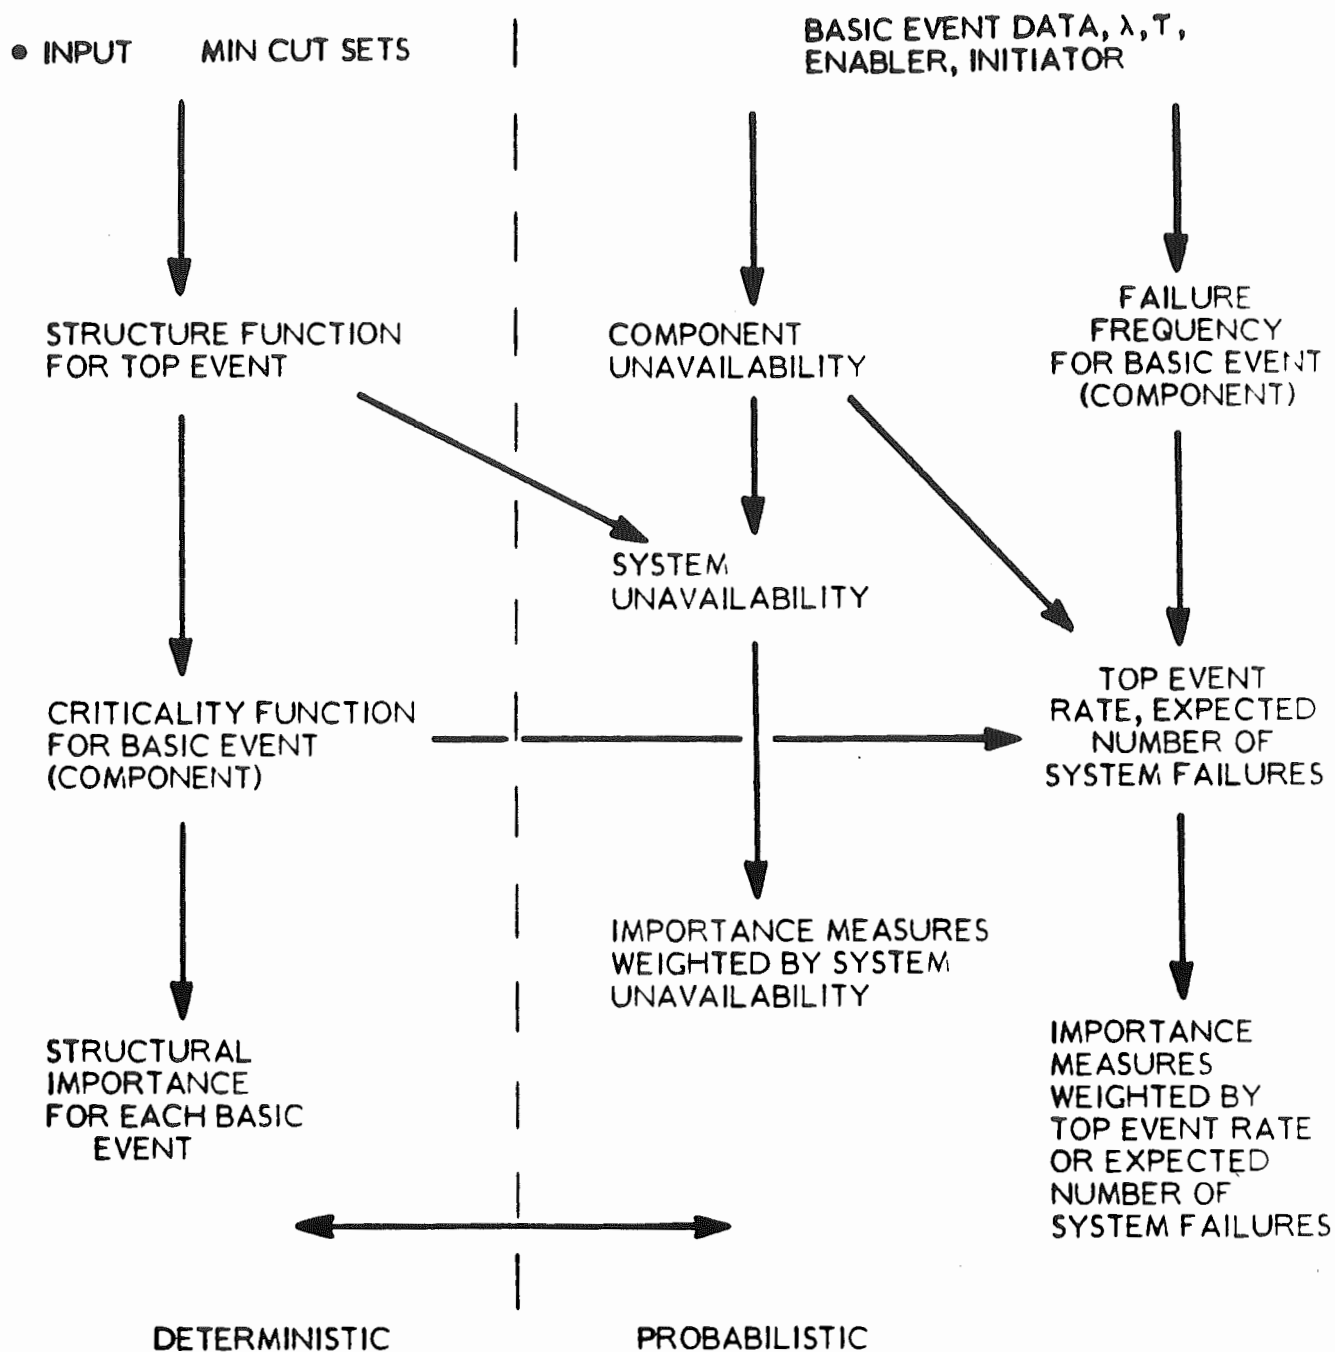 • INPUT MIN CUT SETS
BASIC EVENT DATA, λ, τ,
ENABLER, INITIATOR
STRUCTURE FUNCTION
FOR TOP EVENT
COMPONENT
UNAVAILABILITY
FAILURE
FREQUENCY
FOR BASIC EVENT
(COMPONENT)
SYSTEM
UNAVAILABILITY
CRITICALITY FUNCTION
FOR BASIC EVENT
(COMPONENT)
TOP EVENT
RATE, EXPECTED
NUMBER OF
SYSTEM FAILURES
IMPORTANCE MEASURES
WEIGHTED BY SYSTEM
UNAVAILABILITY
STRUCTURAL
IMPORTANCE
FOR EACH BASIC
EVENT
IMPORTANCE
MEASURES
WEIGHTED BY
TOP EVENT RATE
OR EXPECTED
NUMBER OF
SYSTEM FAILURES
DETERMINISTIC
PROBABILISTIC